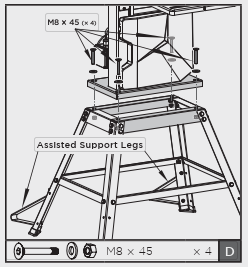 M8 x 45 (x 4)
Assisted Support Legs
M8 × 45 × 4 D